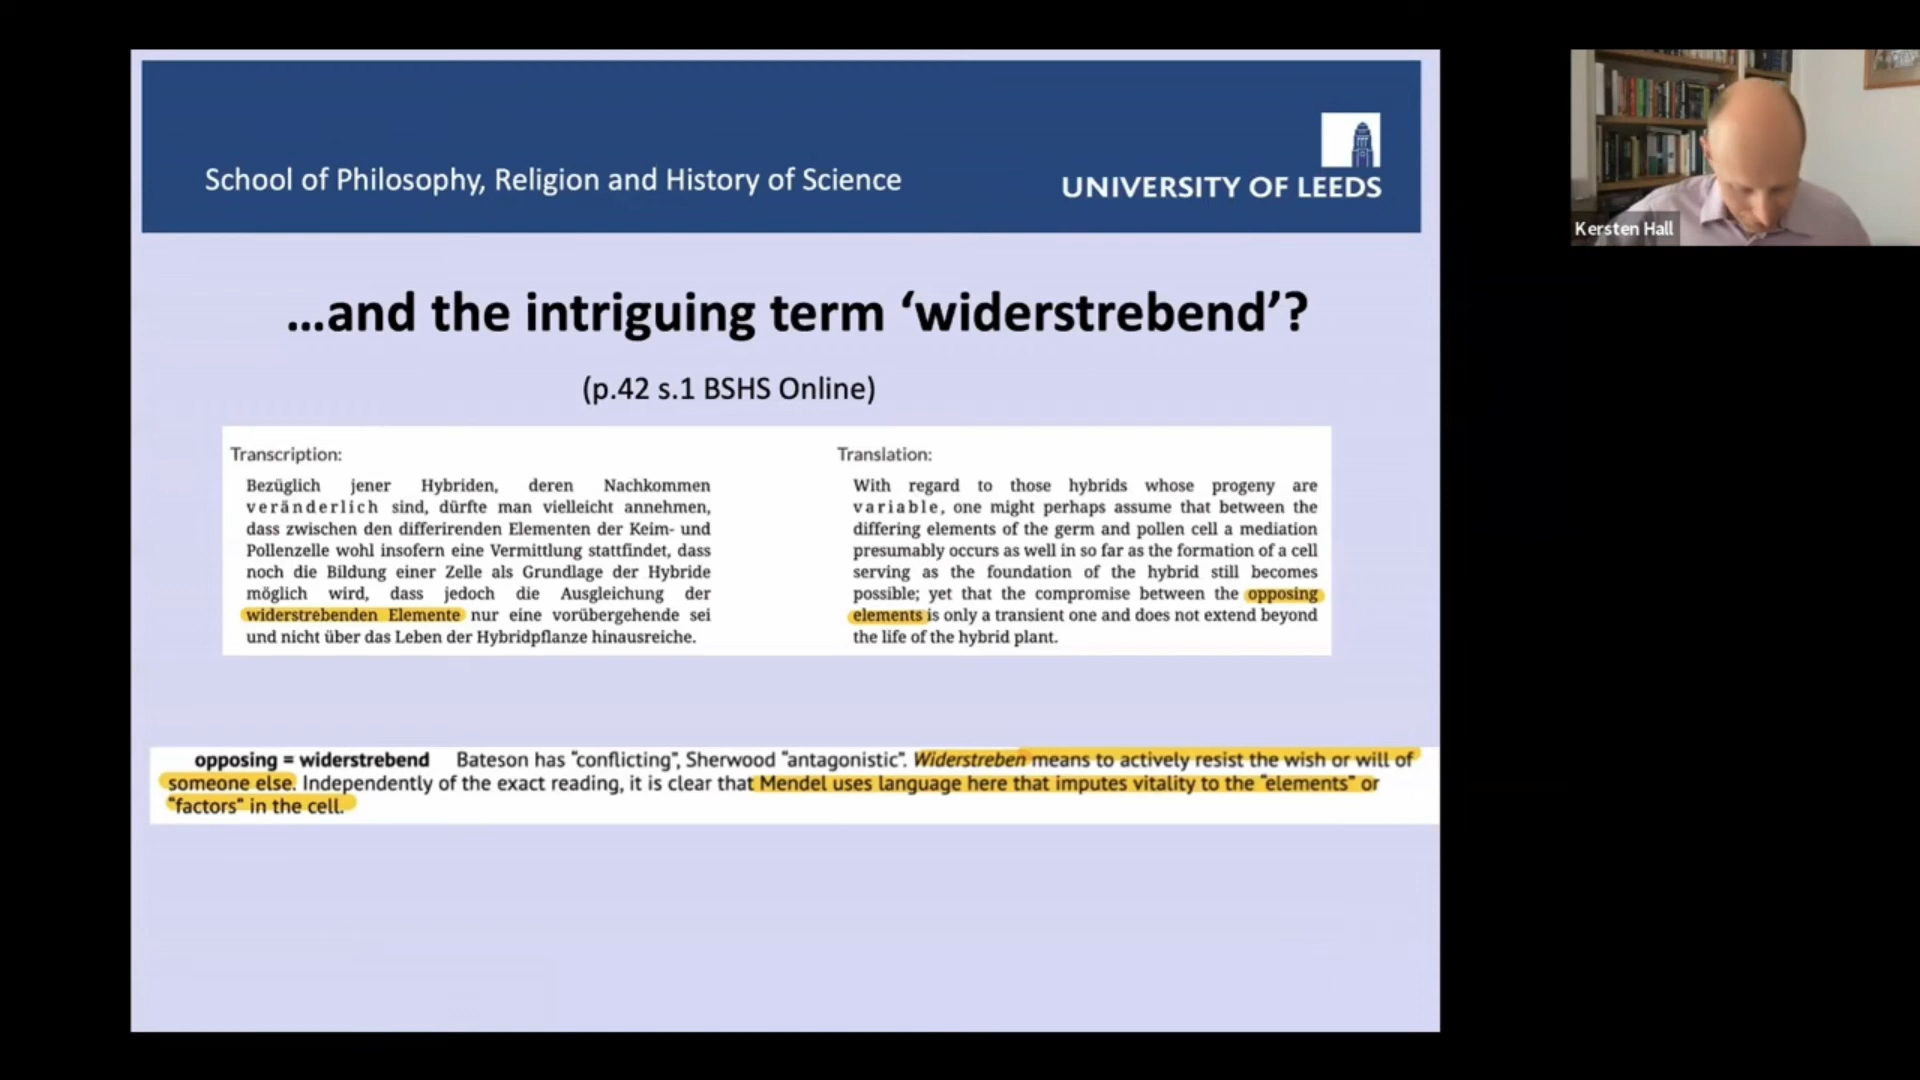 School of Philosophy, Religion and History of Science
UNIVERSITY OF LEEDS
Kersten Hall
...and the intriguing term ‘widerstrebend’?
(p.42 s.1 BSHS Online)
Transcription:
Bezüglich jener Hybriden, deren Nachkommen
veränderlich sind, dürfte man vielleicht annehmen,
dass zwischen den differirenden Elementen der Keim- und
Pollenzelle wohl insofern eine Vermittlung stattfindet, dass
noch die Bildung einer Zelle als Grundlage der Hybride
möglich wird, dass jedoch die Ausgleichung der
widerstrebenden Elemente nur eine vorübergehende sei
und nicht über das Leben der Hybridpflanze hinausreiche.
Translation:
With regard to those hybrids whose progeny are
variable, one might perhaps assume that between the
differing elements of the germ and pollen cell a mediation
presumably occurs as well in so far as the formation of a cell
serving as the foundation of the hybrid still becomes
possible; yet that the compromise between the opposing
elements is only a transient one and does not extend beyond
the life of the hybrid plant.
opposing = widerstrebend Bateson has “conflicting”, Sherwood “antagonistic”. Widerstreben means to actively resist the wish or will of
someone else. Independently of the exact reading, it is clear that Mendel uses language here that imputes vitality to the “elements” or
“factors” in the cell.